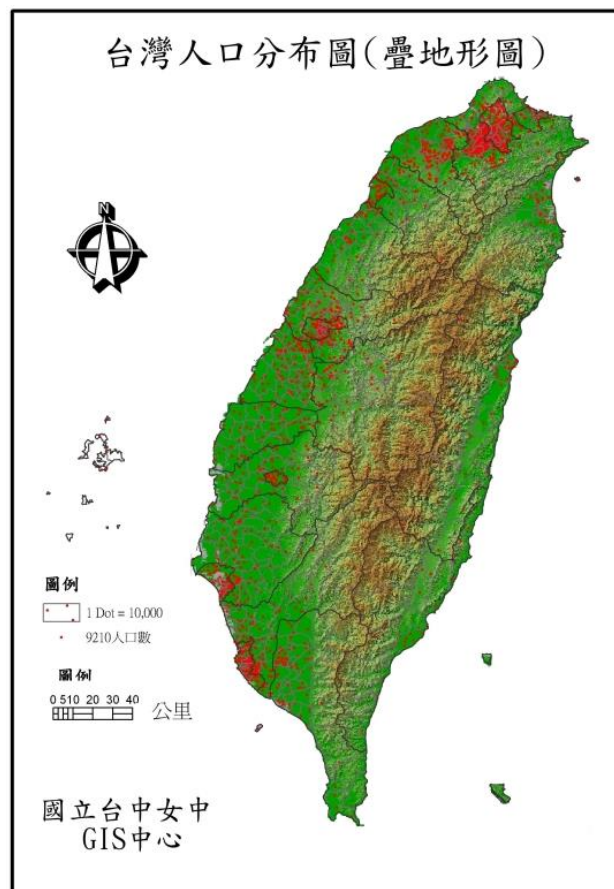 台灣人口分布圖(疊地形圖)
N
圖例
1 Dot = 10,000
9210人口數
圖例
0 510 20 30 40
公里
國立台中女中
GIS中心